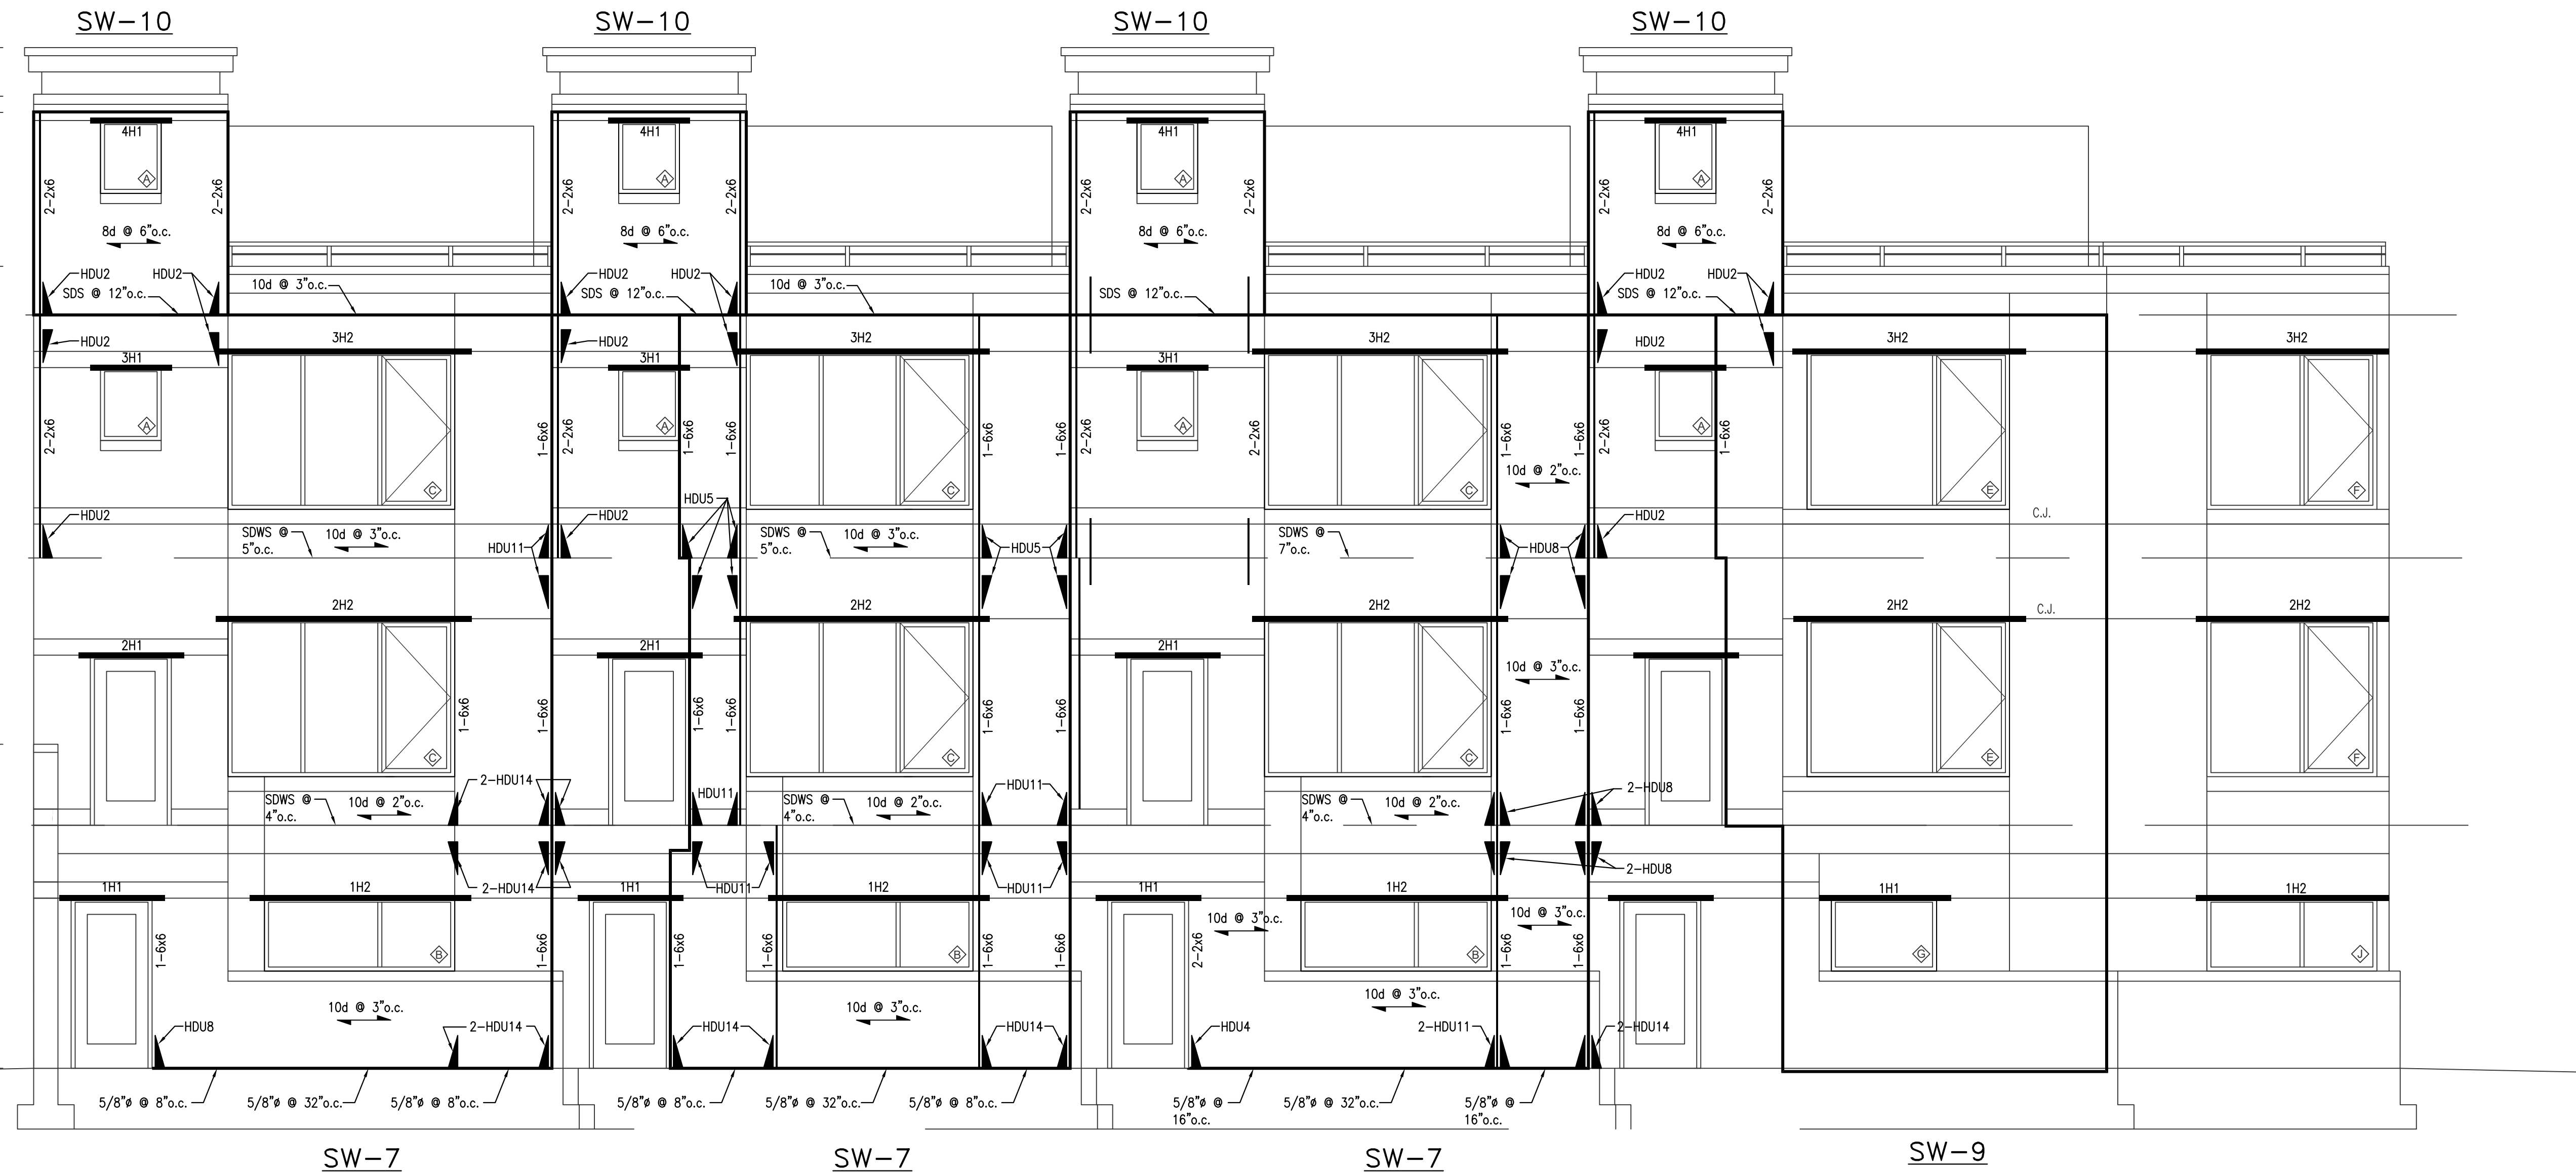 SW-10 SW-10 SW-10 SW-10
4H1 4H1 4H1 4H1
A A A A
2-2x6 2-2x6 2-2x6 2-2x6 2-2x6 2-2x6 2-2x6 2-2x6
8d @ 6"o.c. 8d @ 6"o.c. 8d @ 6"o.c. 8d @ 6"o.c.
HDU2 HDU2 HDU2 HDU2 HDU2 HDU2
10d @ 3"o.c. 10d @ 3"o.c.
SDS @ 12"o.c. SDS @ 12"o.c. SDS @ 12"o.c. SDS @ 12"o.c.
HDU2 3H2 HDU2 3H2 3H2 HDU2 3H2 3H2
3H1 3H1 3H1
A A A A
2-2x6 1-6x6 2-2x6 1-6x6 1-6x6 1-6x6 1-6x6 2-2x6 2-2x6 1-6x6 1-6x6 2-2x6 1-6x6
10d @ 2"o.c.
C C C E F
HDU5
HDU2 HDU2 HDU2 C.J.
SDWS @ 10d @ 3"o.c. SDWS @ 10d @ 3"o.c. SDWS @
5"o.c. 5"o.c. 7"o.c.
HDU11 HDU5 HDU8
2H2 2H2 2H2 2H2 C.J. 2H2
2H1 2H1 2H1
10d @ 3"o.c.
1-6x6 1-6x6 1-6x6 1-6x6 1-6x6 1-6x6 1-6x6 1-6x6
C C C E F
2-HDU14 HDU11 HDU11 2-HDU8
SDWS @ 10d @ 2"o.c. SDWS @ 10d @ 2"o.c. SDWS @ 10d @ 2"o.c.
4"o.c. 4"o.c. 4"o.c.
2-HDU8
1H1 1H2 2-HDU14 1H1 HDU11 1H2 HDU11 1H1 1H2 1H1 1H2
10d @ 3"o.c. 10d @ 3"o.c.
1-6x6 1-6x6 1-6x6 1-6x6 1-6x6 1-6x6 2-2x6 1-6x6 1-6x6
B B B G J
10d @ 3"o.c. 10d @ 3"o.c. 10d @ 3"o.c.
HDU8 2-HDU14 HDU14 HDU14 HDU4 2-HDU11 2-HDU14
5/8"ø @ 8"o.c. 5/8"ø @ 32"o.c. 5/8"ø @ 8"o.c. 5/8"ø @ 8"o.c. 5/8"ø @ 32"o.c. 5/8"ø @ 8"o.c. 5/8"ø @ 5/8"ø @ 32"o.c. 5/8"ø @
16"o.c. 16"o.c.
SW-7 SW-7 SW-7 SW-9